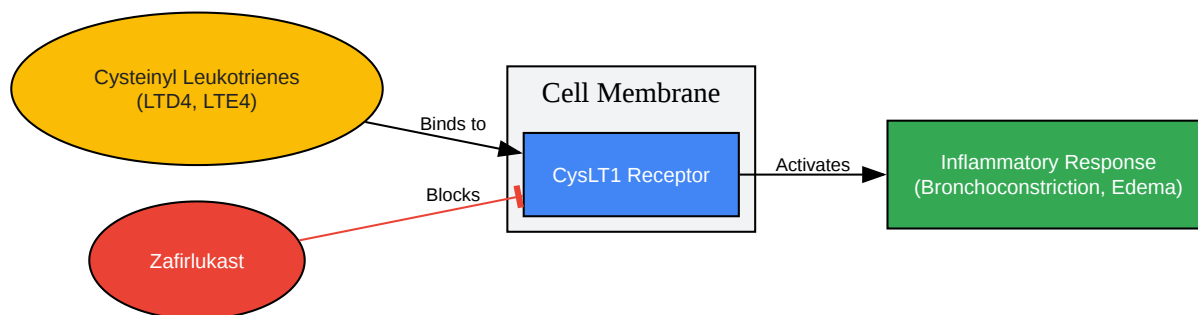 Cysteinyl Leukotrienes
(LTD4, LTE4)
Binds to
Cell Membrane
CysLT1 Receptor
Activates
Inflammatory Response
(Bronchoconstriction, Edema)
Blocks
Zafirlukast